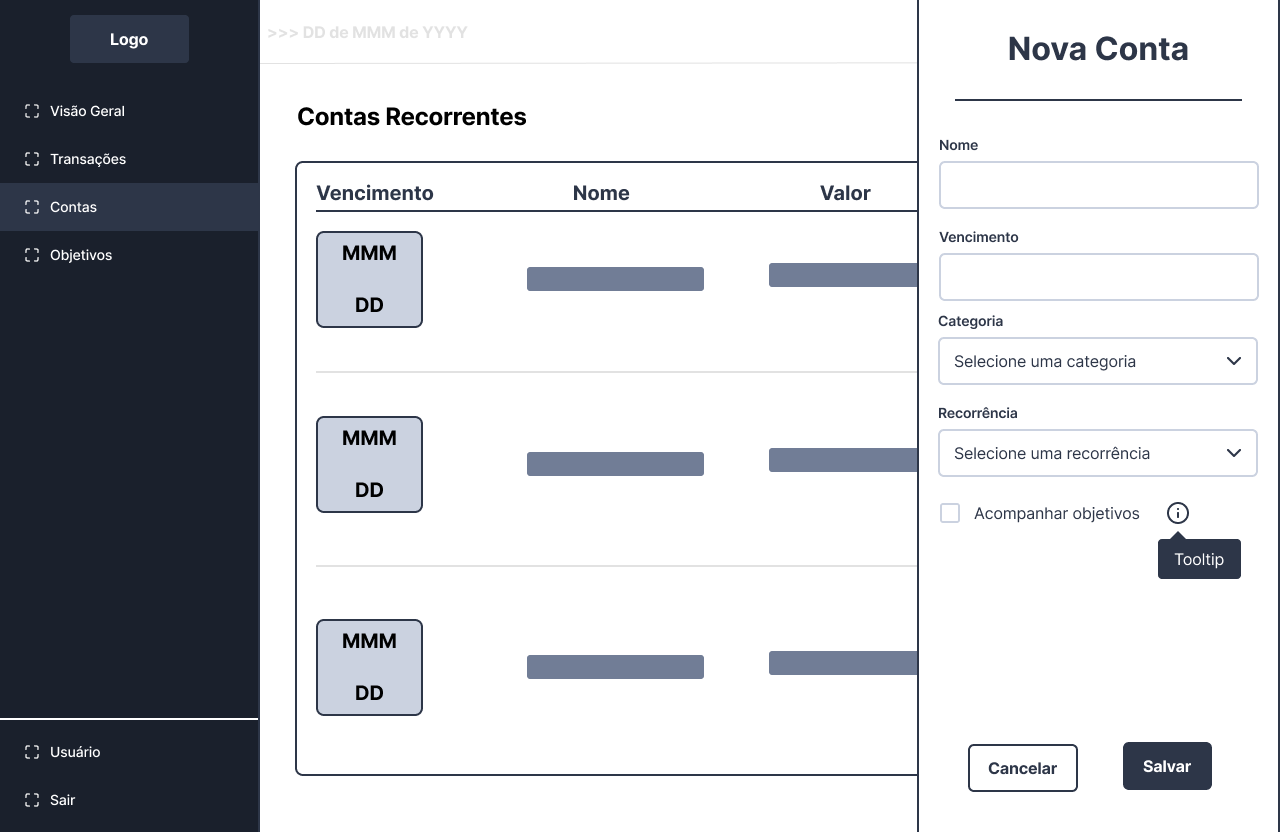 Logo
Visão Geral
Transações
Contas
Objetivos
Usuário
Sair
>>> DD de MMM de YYYY
Contas Recorrentes
Vencimento Nome Valor
MMM
DD
MMM
DD
MMM
DD
Nova Conta
Nome
Vencimento
Categoria
Selecione uma categoria
Recorrência
Selecione uma recorrência
Acompanhar objetivos
Tooltip
Cancelar Salvar